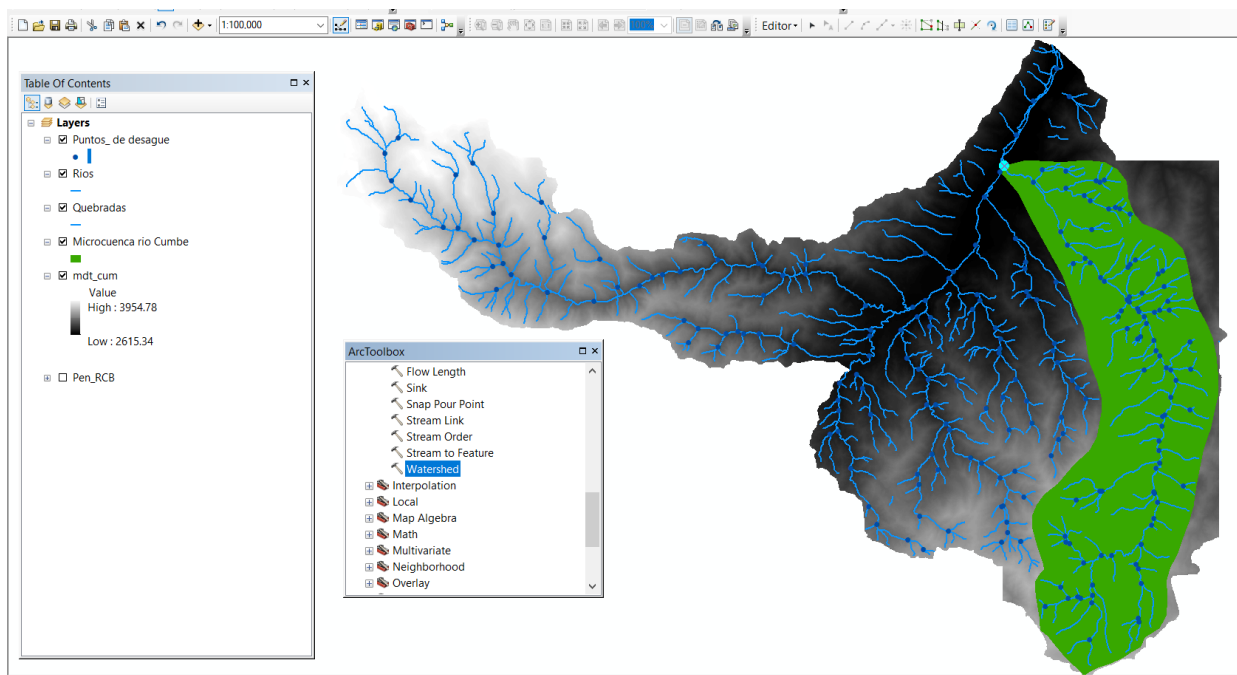 1:100,000
Editor
Table Of Contents
Layers
Puntos_ de desague
Rios
Quebradas
Microcuenca rio Cumbe
mdt_cum
Value
High : 3954.78
Low : 2615.34
Pen_RCB
ArcToolbox
Flow Length
Sink
Snap Pour Point
Stream Link
Stream Order
Stream to Feature
Watershed
Interpolation
Local
Map Algebra
Math
Multivariate
Neighborhood
Overlay